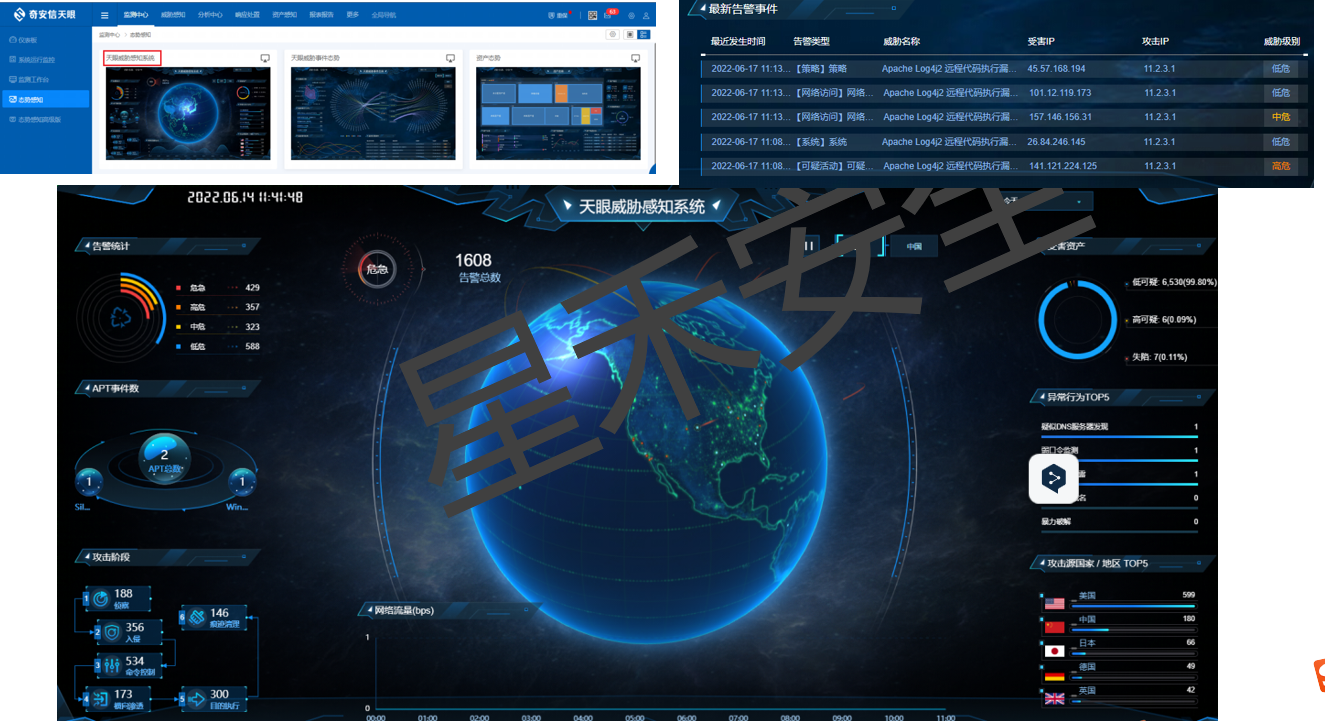 奇安信天眼
监测中心 威胁感知 分析中心 响应处置 资产感知 报表报告 更多 全局导航
监测中心 > 态势感知
仪表板
系统运行监控
监测工作台
态势感知
态势感知高级版
天眼威胁感知系统
天眼威胁事件态势
资产态势
最新告警事件
最近发生时间 告警类型 威胁名称 受害IP 攻击IP 威胁级别
2022-06-17 11:13... 【策略】策略 Apache Log4j2 远程代码执行漏... 45.57.168.194 11.2.3.1 低危
2022-06-17 11:13... 【网络访问】网络... Apache Log4j2 远程代码执行漏... 101.12.119.173 11.2.3.1 低危
2022-06-17 11:13... 【网络访问】网络... Apache Log4j2 远程代码执行漏... 157.146.156.31 11.2.3.1 中危
2022-06-17 11:08... 【系统】系统 Apache Log4j2 远程代码执行漏... 26.84.246.145 11.2.3.1 低危
2022-06-17 11:08... 【可疑活动】可疑... Apache Log4j2 远程代码执行漏... 141.121.224.125 11.2.3.1 高危
2022.06.14 11:41:48
天眼威胁感知系统
今天
中国
告警统计
危急 429
高危 357
中危 323
低危 588
危急
1608
告警总数
受害资产
低可疑: 6,530(99.80%)
高可疑: 6(0.09%)
失陷: 7(0.11%)
APT事件数
2
APT总数
1
Sil...
1
Win...
异常行为TOP5
疑似DNS服务器发现 1
弱口令监测 1
露 1
名 0
暴力破解 0
攻击阶段
1 188 侦察
2 356 入侵
3 534 命令控制
4 173 横向渗透
5 300 目的执行
6 146 痕迹清理
网络流量(bps)
1
0
00:00 01:00 02:00 03:00 04:00 05:00 06:00 07:00 08:00 09:00 10:00 11:00
攻击源国家 / 地区 TOP5
美国 599
中国 180
日本 66
德国 49
英国 42
星禾安全